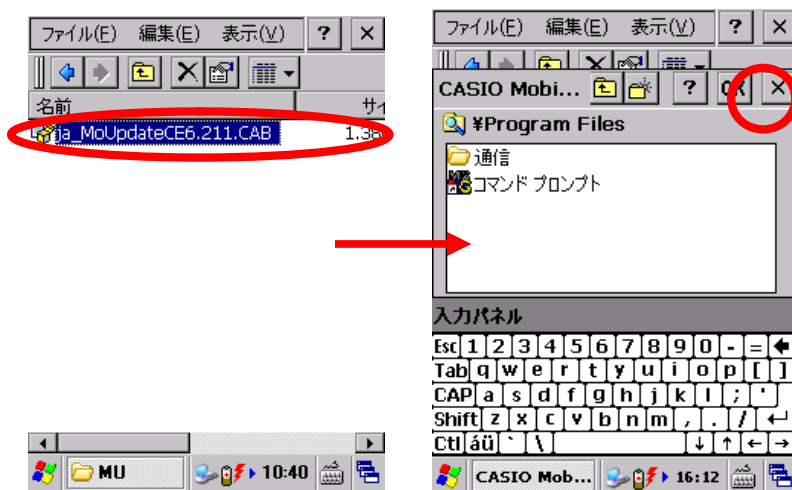 ファイル(F) 編集(E) 表示(V) ? ×
名前 サイ
ja_MoUpdateCE6.211.CAB 1.38
MU 10:40
ファイル(F) 編集(E) 表示(V) ? ×
CASIO Mobi... ? OK ×
¥Program Files
通信
コマンド プロンプト
入力パネル
Esc 1 2 3 4 5 6 7 8 9 0 - =
Tab q w e r t y u i o p [ ]
CAP a s d f g h j k l ; '
Shift z x c v b n m , . /
Ctl áü ` \
CASIO Mob... 16:12